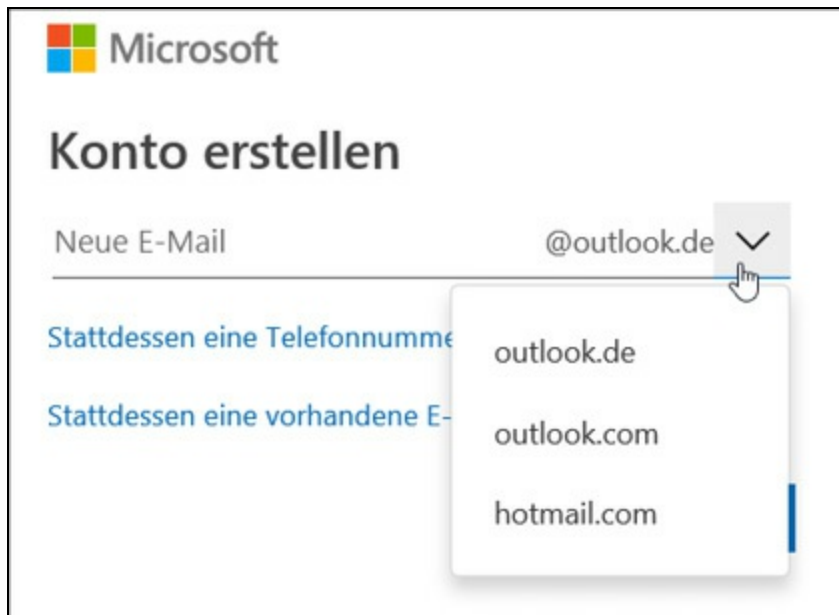 Microsoft
Konto erstellen
Neue E-Mail @outlook.de
Stattdessen eine Telefonnumme
outlook.de
Stattdessen eine vorhandene E-
outlook.com
hotmail.com